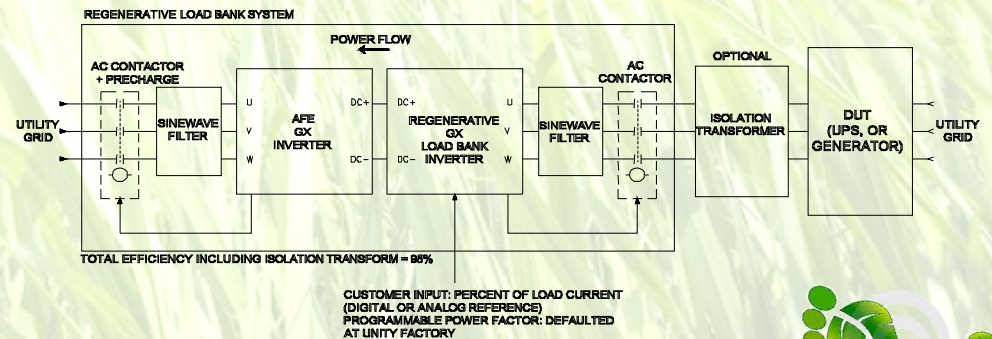 REGENERATIVE LOAD BANK SYSTEM
POWER FLOW
AC CONTACTOR
+ PRECHARGE
AC
CONTACTOR
OPTIONAL
UTILITY
GRID
SINEWAVE
FILTER
U
V
W
AFE
GX
INVERTER
DC+
DC-
DC+
DC-
REGENERATIVE
GX
LOAD BANK
INVERTER
U
V
W
SINEWAVE
FILTER
ISOLATION
TRANSFORMER
DUT
(UPS, OR
GENERATOR)
UTILITY
GRID
TOTAL EFFICIENCY INCLUDING ISOLATION TRANSFORM = 95%
CUSTOMER INPUT: PERCENT OF LOAD CURRENT
(DIGITAL OR ANALOG REFERENCE)
PROGRAMMABLE POWER FACTOR: DEFAULTED
AT UNITY FACTORY